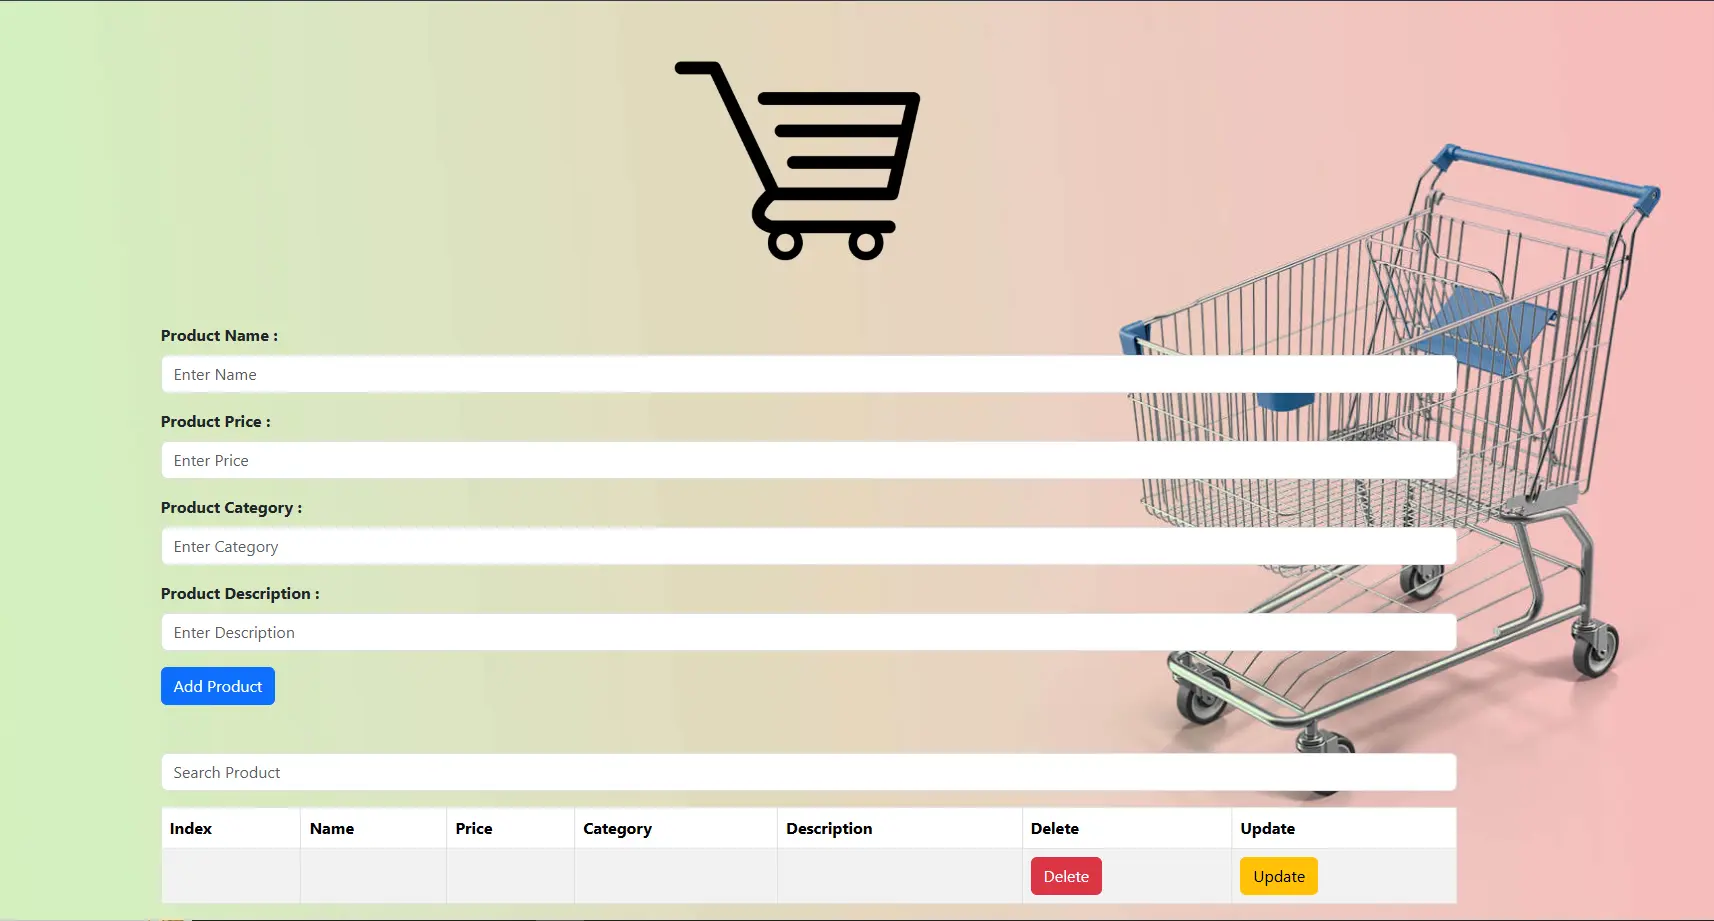 Product Name :
Enter Name
Product Price :
Enter Price
Product Category :
Enter Category
Product Description :
Enter Description
Add Product
Search Product
Index Name Price Category Description Delete Update
Delete Update